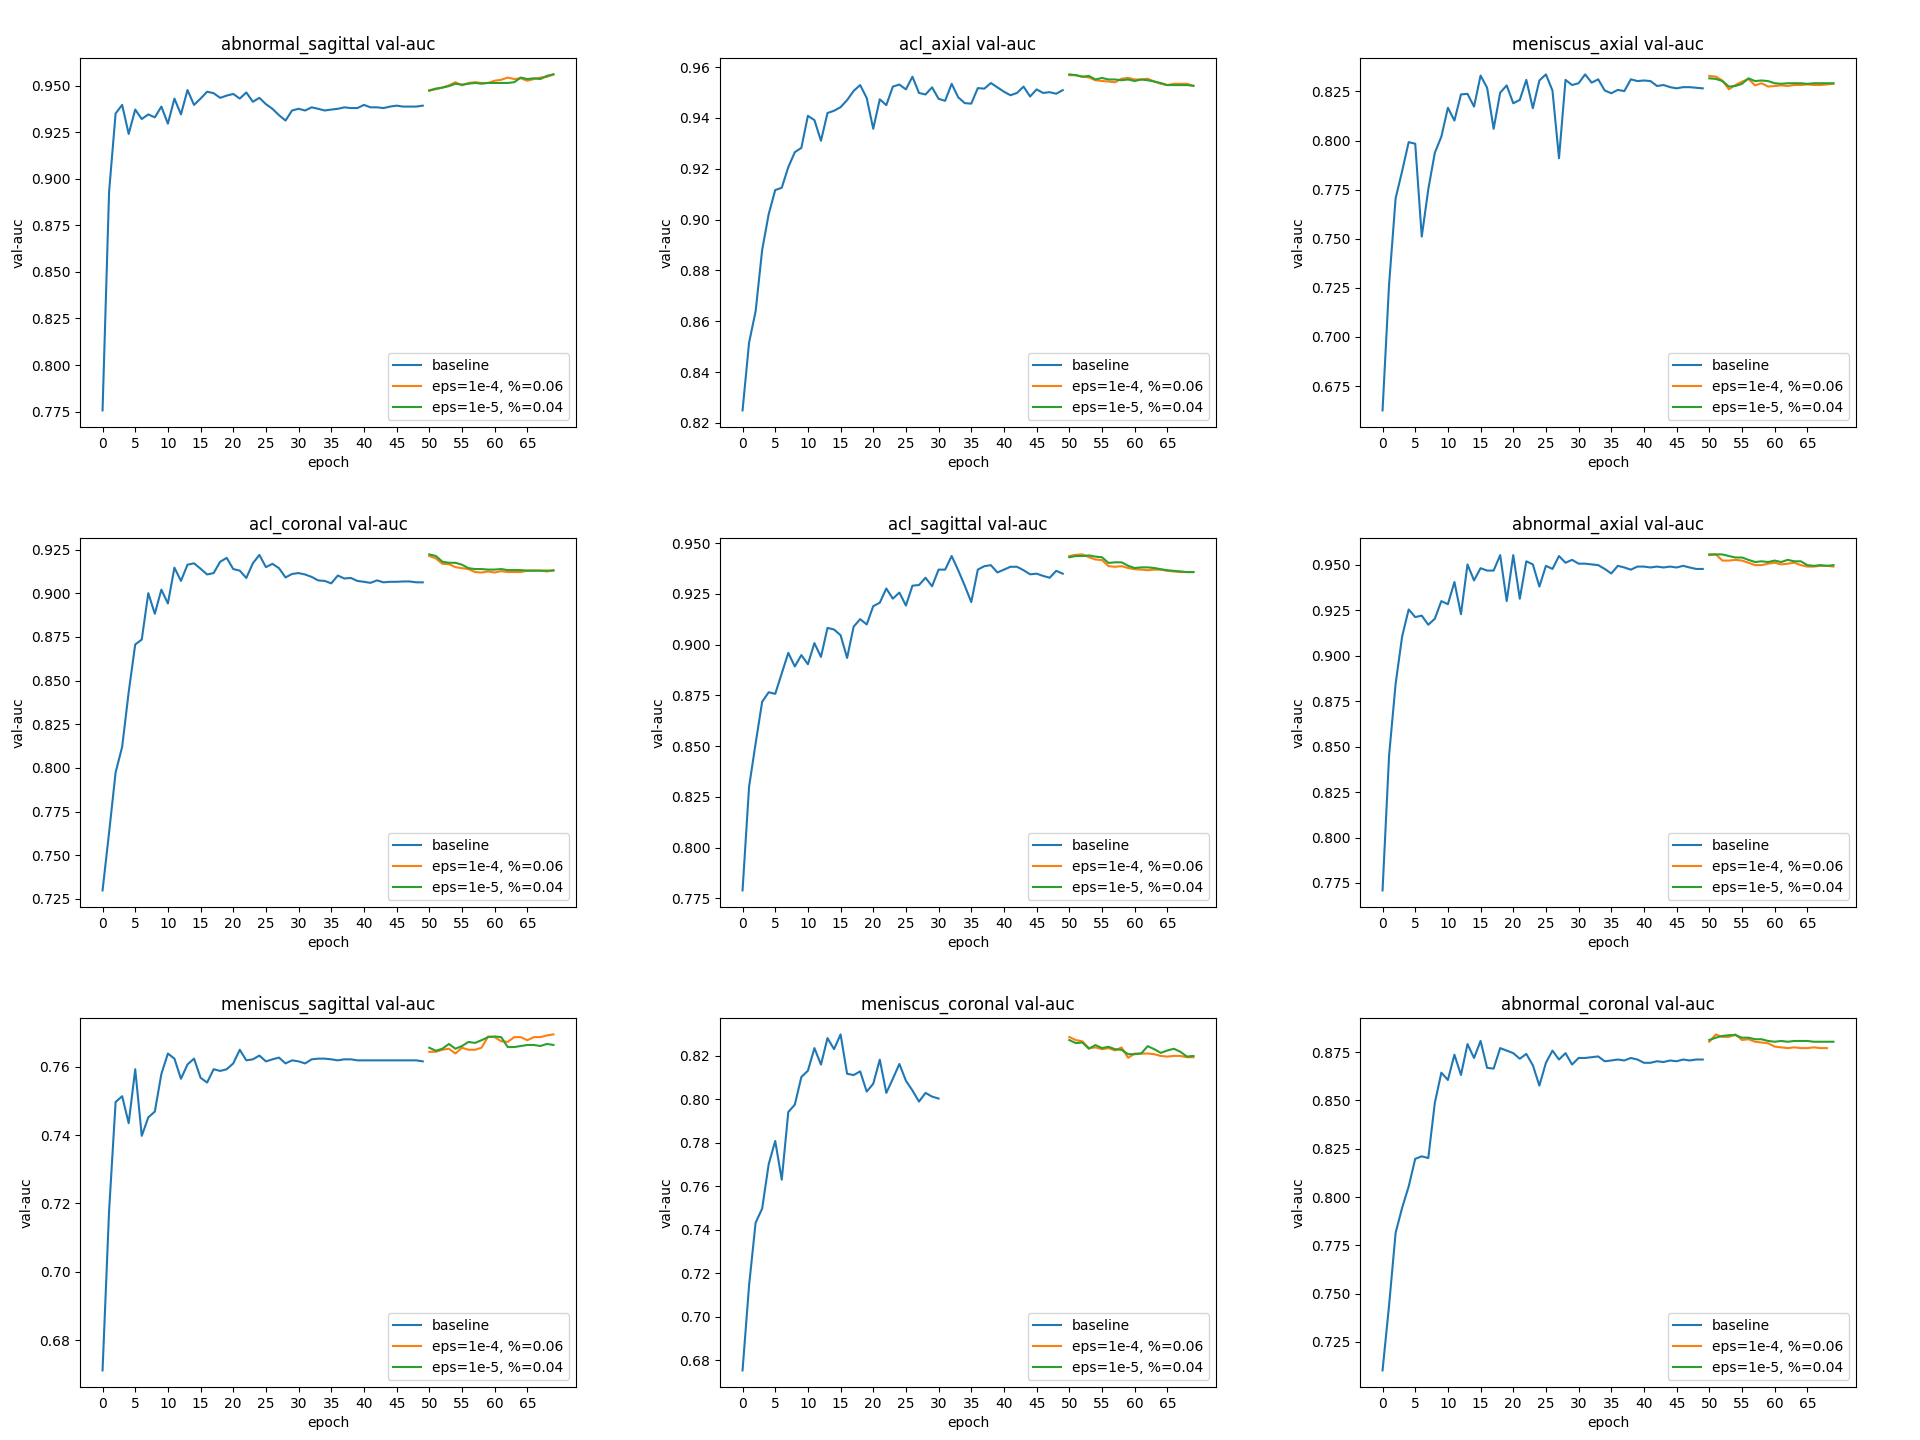 abnormal_sagittal val-auc
val-auc
0.950
0.925
0.900
0.875
0.850
0.825
0.800
0.775
0 5 10 15 20 25 30 35 40 45 50 55 60 65
epoch
baseline
eps=1e-4, %=0.06
eps=1e-5, %=0.04
acl_axial val-auc
val-auc
0.96
0.94
0.92
0.90
0.88
0.86
0.84
0.82
0 5 10 15 20 25 30 35 40 45 50 55 60 65
epoch
baseline
eps=1e-4, %=0.06
eps=1e-5, %=0.04
meniscus_axial val-auc
val-auc
0.825
0.800
0.775
0.750
0.725
0.700
0.675
0 5 10 15 20 25 30 35 40 45 50 55 60 65
epoch
baseline
eps=1e-4, %=0.06
eps=1e-5, %=0.04
acl_coronal val-auc
val-auc
0.925
0.900
0.875
0.850
0.825
0.800
0.775
0.750
0.725
0 5 10 15 20 25 30 35 40 45 50 55 60 65
epoch
baseline
eps=1e-4, %=0.06
eps=1e-5, %=0.04
acl_sagittal val-auc
val-auc
0.950
0.925
0.900
0.875
0.850
0.825
0.800
0.775
0 5 10 15 20 25 30 35 40 45 50 55 60 65
epoch
baseline
eps=1e-4, %=0.06
eps=1e-5, %=0.04
abnormal_axial val-auc
val-auc
0.950
0.925
0.900
0.875
0.850
0.825
0.800
0.775
0 5 10 15 20 25 30 35 40 45 50 55 60 65
epoch
baseline
eps=1e-4, %=0.06
eps=1e-5, %=0.04
meniscus_sagittal val-auc
val-auc
0.76
0.74
0.72
0.70
0.68
0 5 10 15 20 25 30 35 40 45 50 55 60 65
epoch
baseline
eps=1e-4, %=0.06
eps=1e-5, %=0.04
meniscus_coronal val-auc
val-auc
0.82
0.80
0.78
0.76
0.74
0.72
0.70
0.68
0 5 10 15 20 25 30 35 40 45 50 55 60 65
epoch
baseline
eps=1e-4, %=0.06
eps=1e-5, %=0.04
abnormal_coronal val-auc
val-auc
0.875
0.850
0.825
0.800
0.775
0.750
0.725
0 5 10 15 20 25 30 35 40 45 50 55 60 65
epoch
baseline
eps=1e-4, %=0.06
eps=1e-5, %=0.04